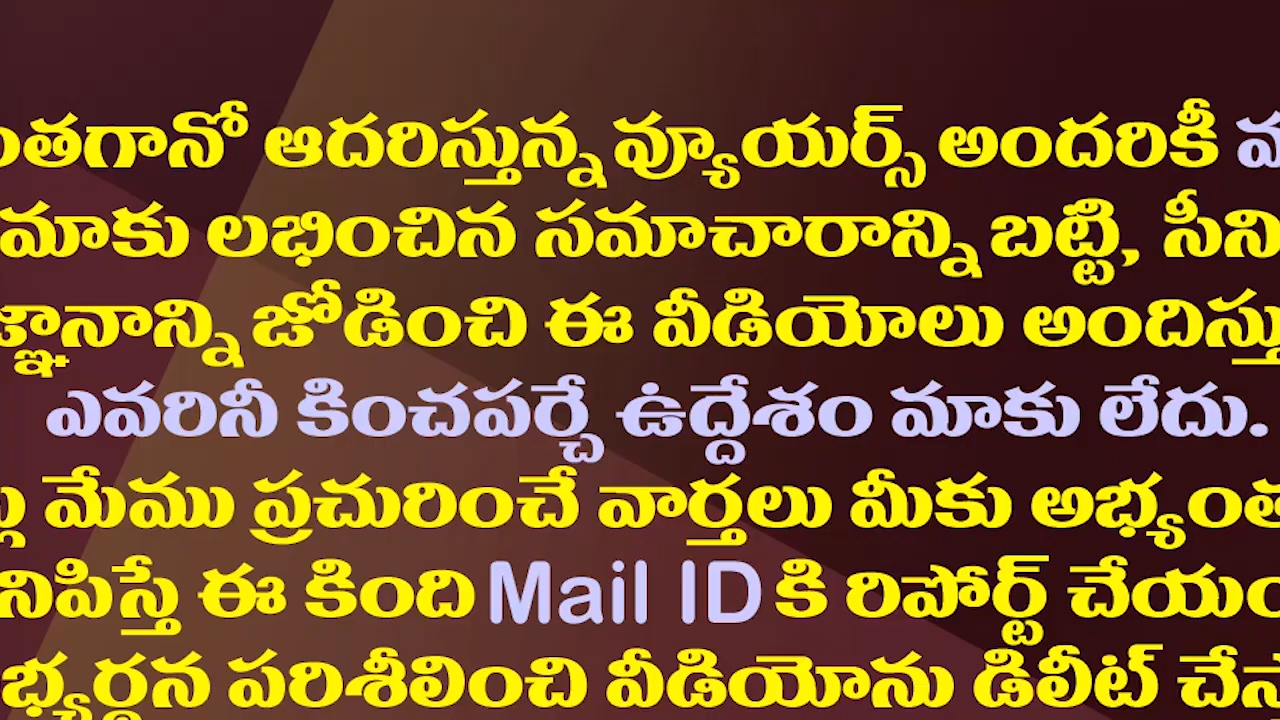 ఆదరిస్తున్న వ్యూయర్స్ అందరికీ
మాకు లభించిన సమాచారాన్ని బట్టి,
జోడించి ఈ వీడియోలు
ఎవరినీ కించపర్చే ఉద్దేశం మాకు లేదు.
మేము ప్రచురించే వార్తలు మీకు
ఈ కింది Mail ID కి రిపోర్ట్
పరిశీలించి వీడియోను డిలీట్